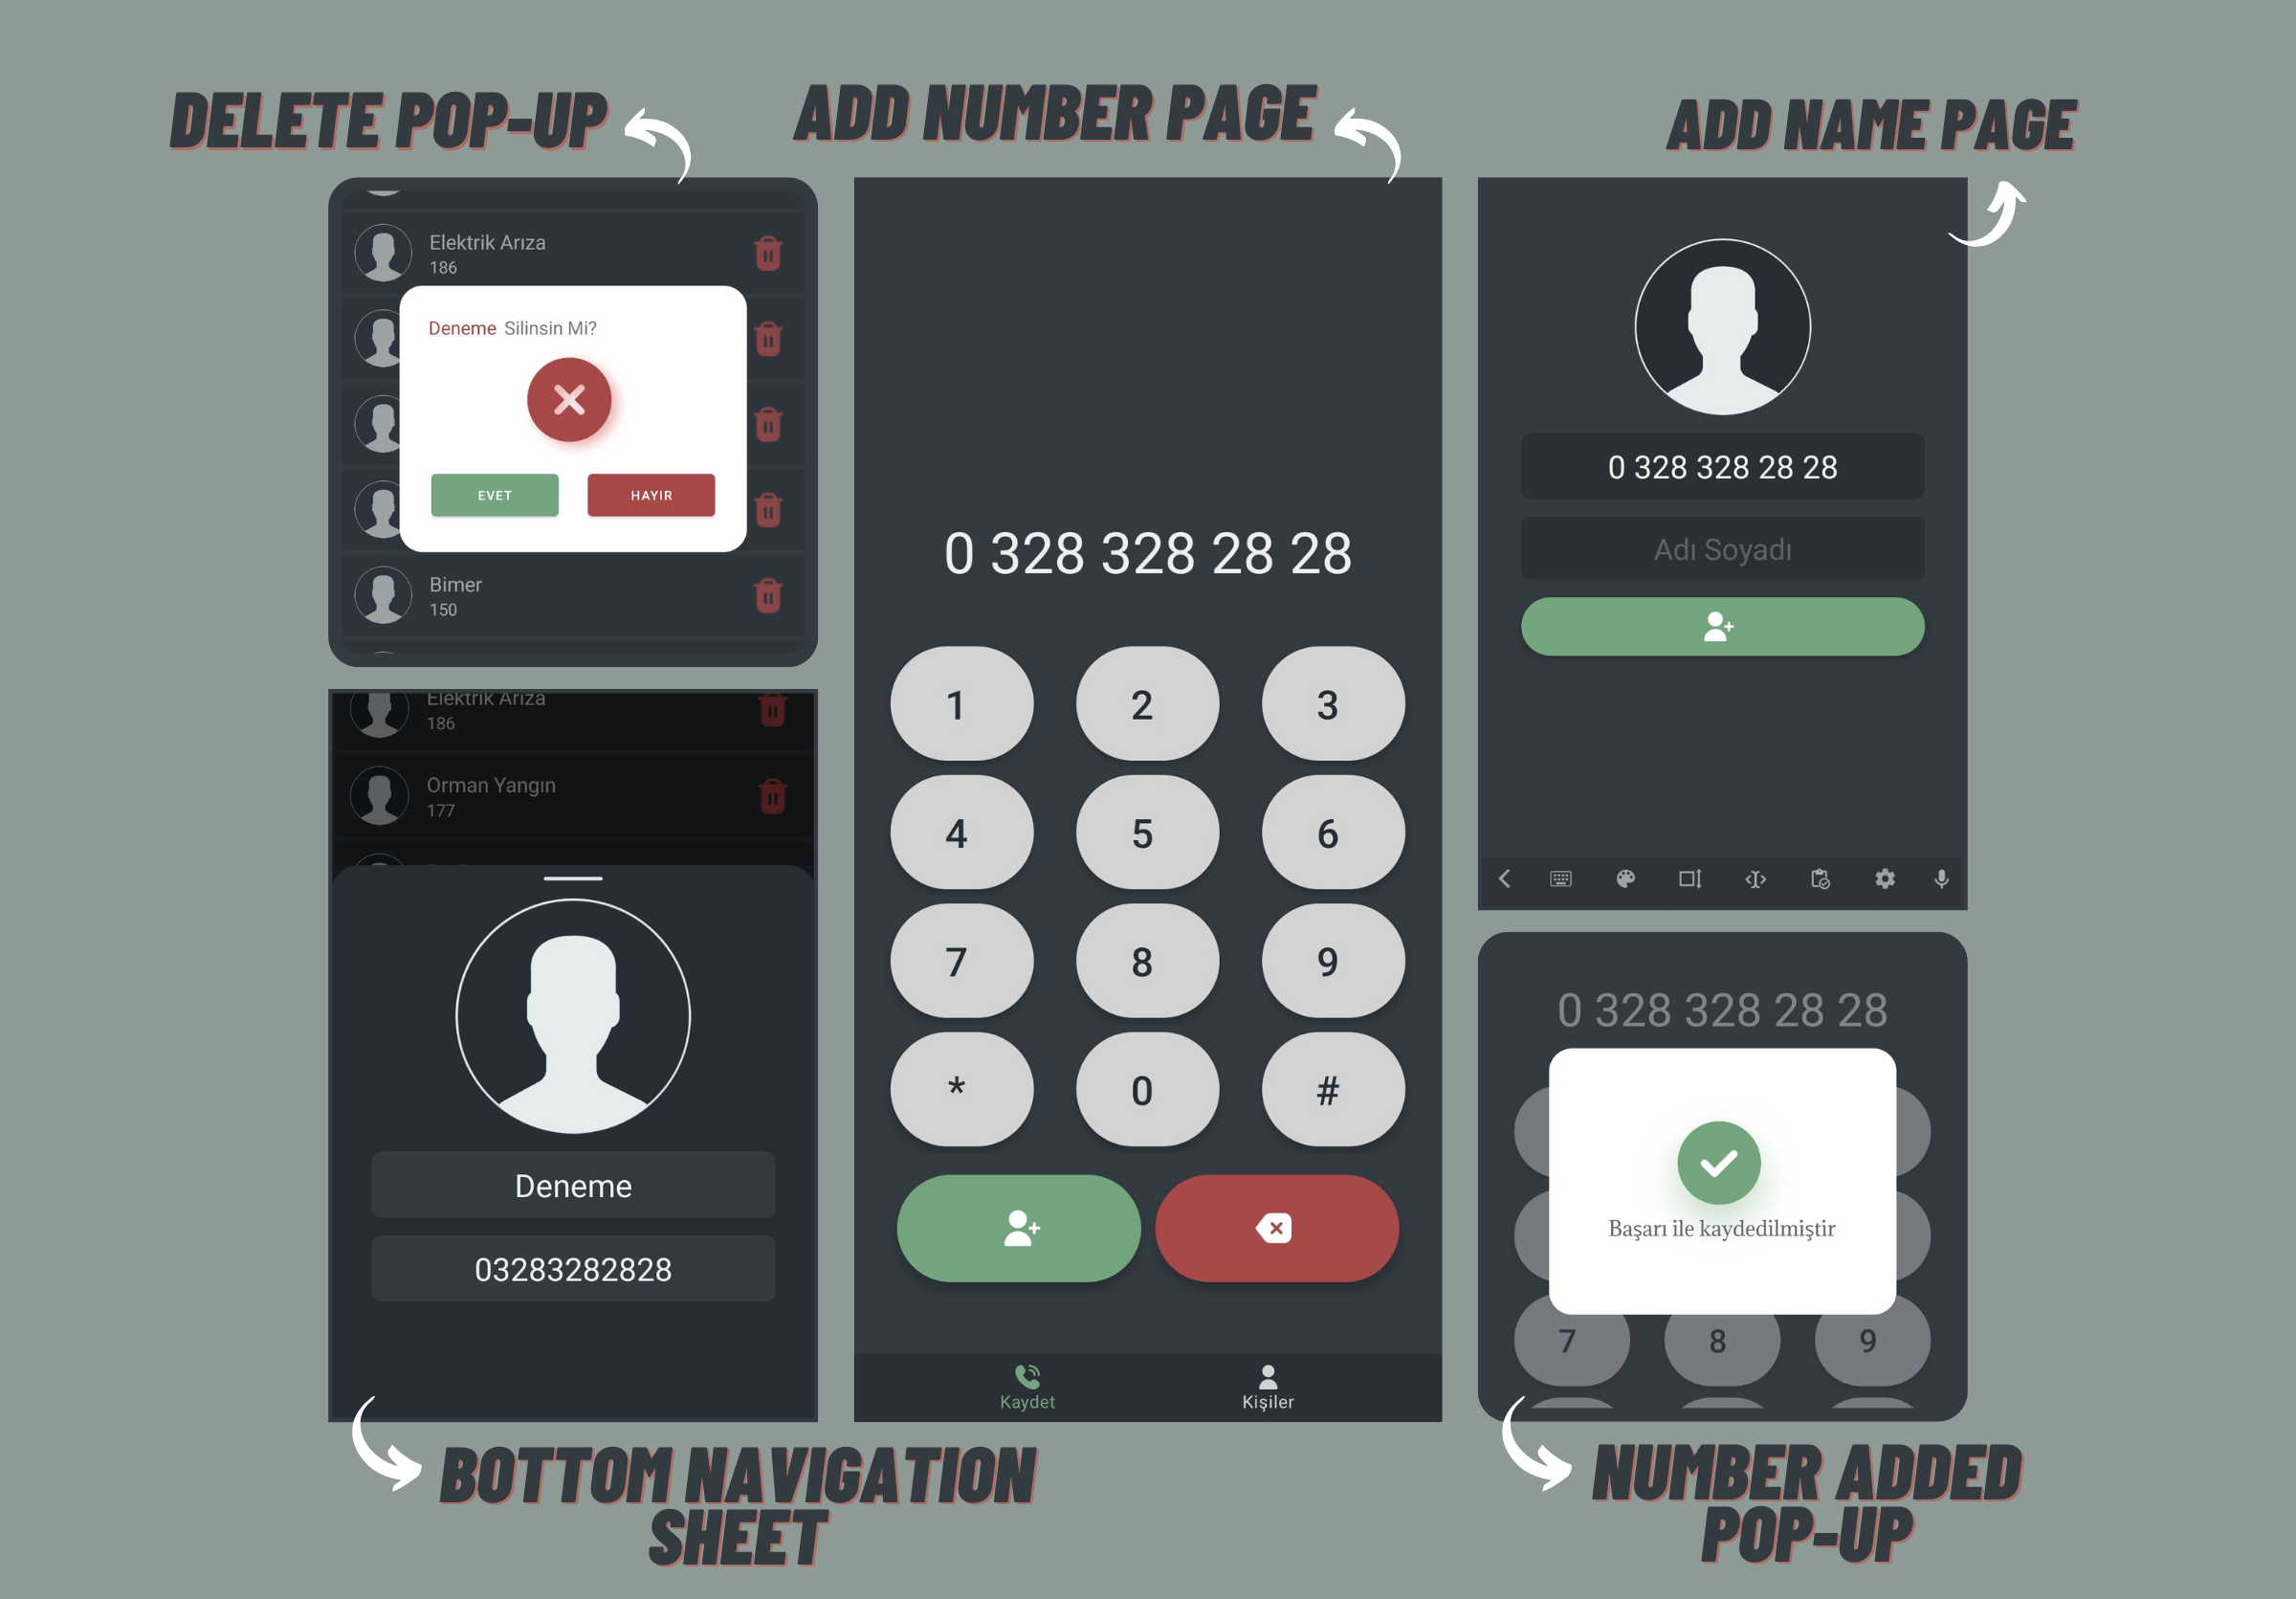 DELETE POP-UP
ADD NUMBER PAGE
ADD NAME PAGE
Elektrik Arıza
186
Deneme Silinsin Mi?
EVET
HAYIR
Bimer
150
Elektrik Arıza
186
Orman Yangın
177
Deneme
03283282828
BOTTOM NAVIGATION
SHEET
0 328 328 28 28
1 2 3
4 5 6
7 8 9
* 0 #
Kaydet
Kişiler
0 328 328 28 28
Adı Soyadı
0 328 328 28 28
Başarı ile kaydedilmiştir
7 8 9
NUMBER ADDED
POP-UP